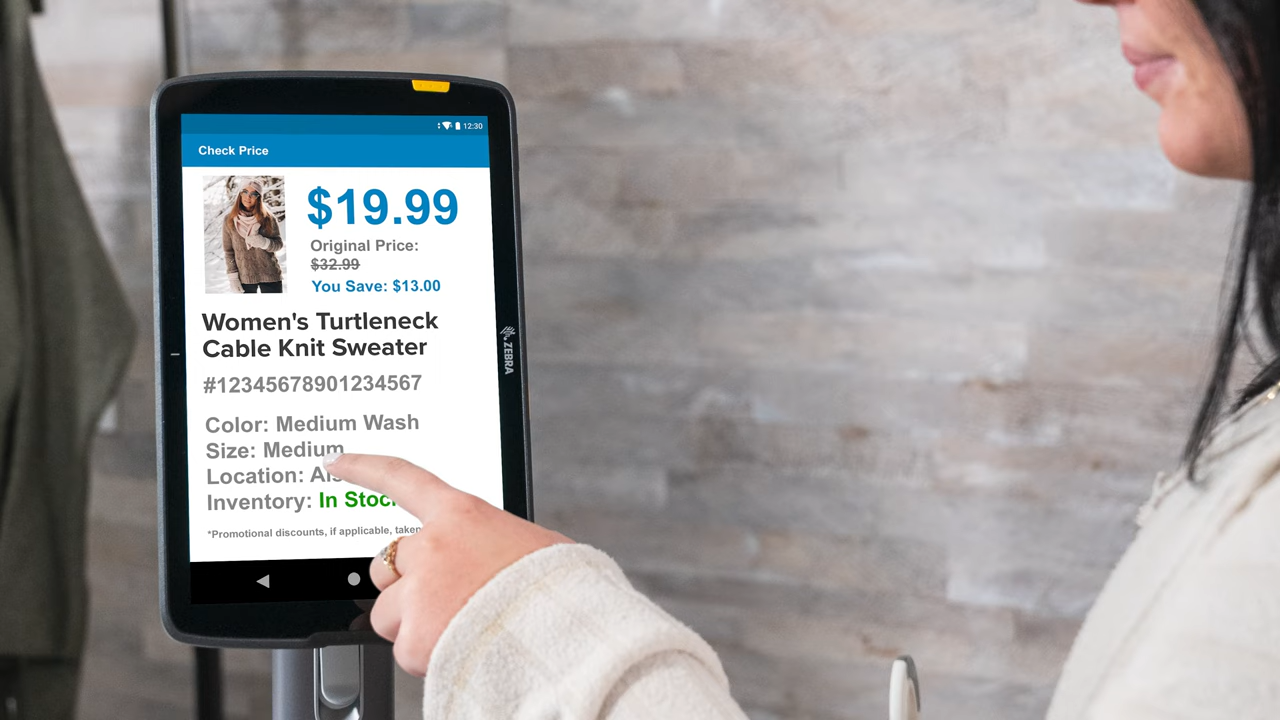 12:30
Check Price
$19.99
Original Price:
$32.99
You Save: $13.00
Women's Turtleneck
Cable Knit Sweater
#12345678901234567
Color: Medium Wash
Size: Medium
Location:
Inventory: In Stock
*Promotional discounts, if applicable, taken
ZEBRA